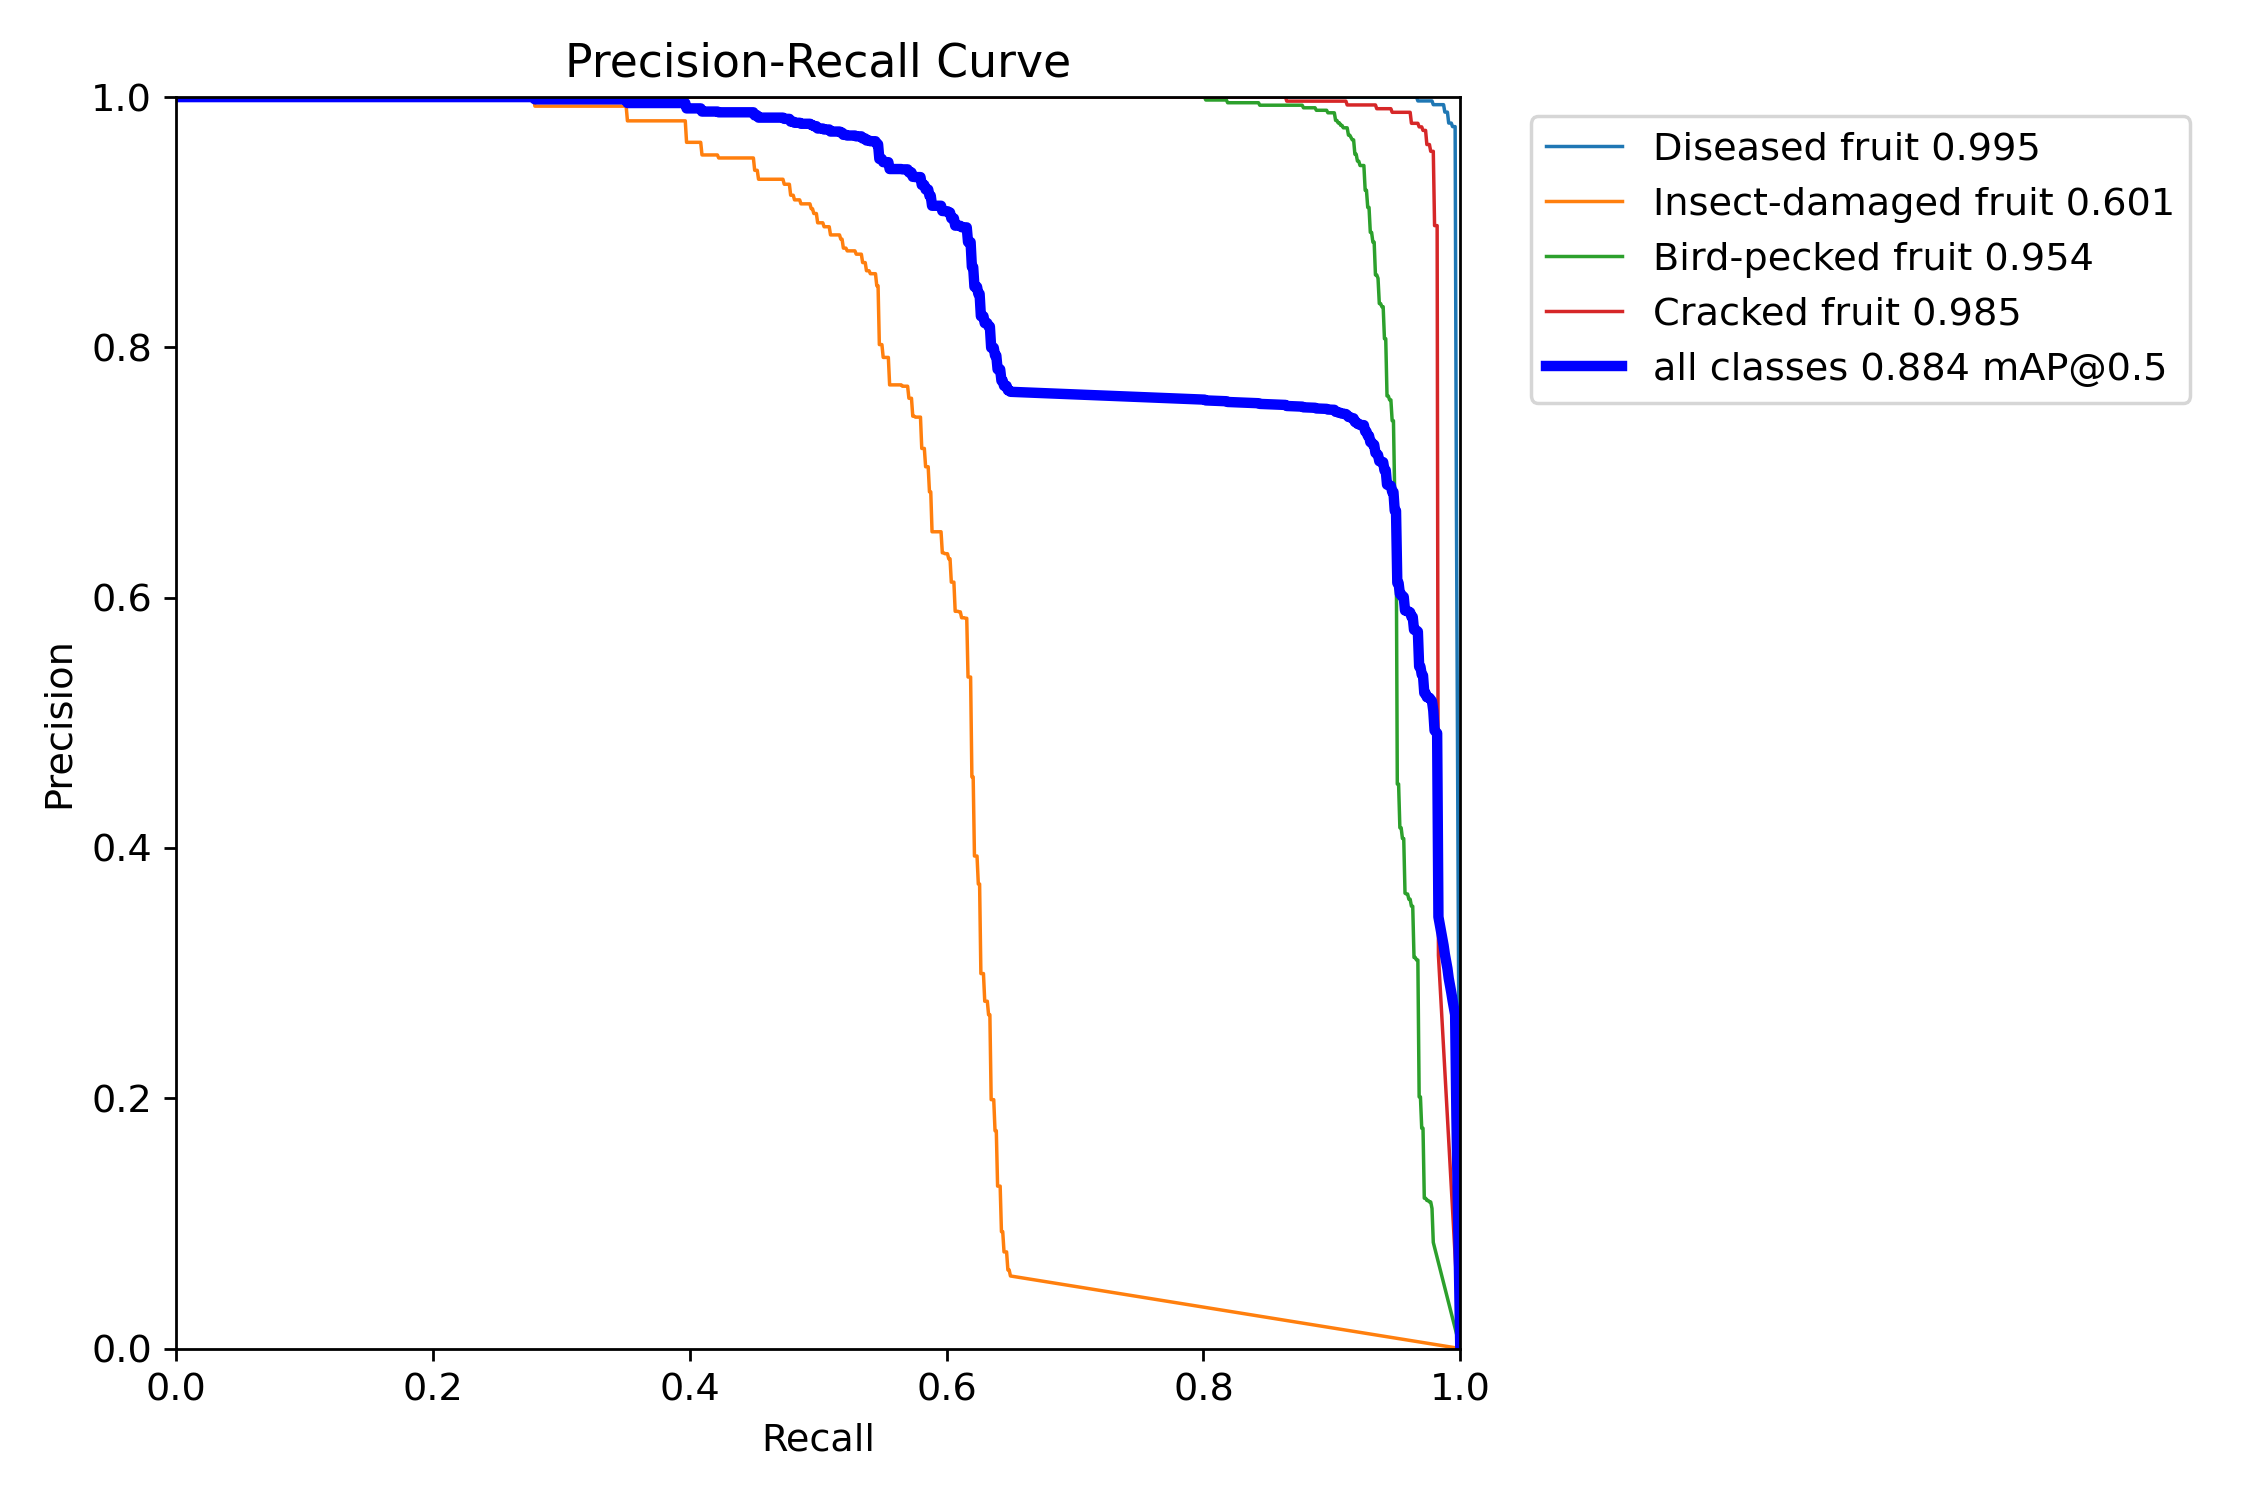 Precision-Recall Curve
1.0
0.8
0.6
0.4
0.2
0.0
Precision
0.0 0.2 0.4 0.6 0.8 1.0
Recall
Diseased fruit 0.995
Insect-damaged fruit 0.601
Bird-pecked fruit 0.954
Cracked fruit 0.985
all classes 0.884 mAP@0.5